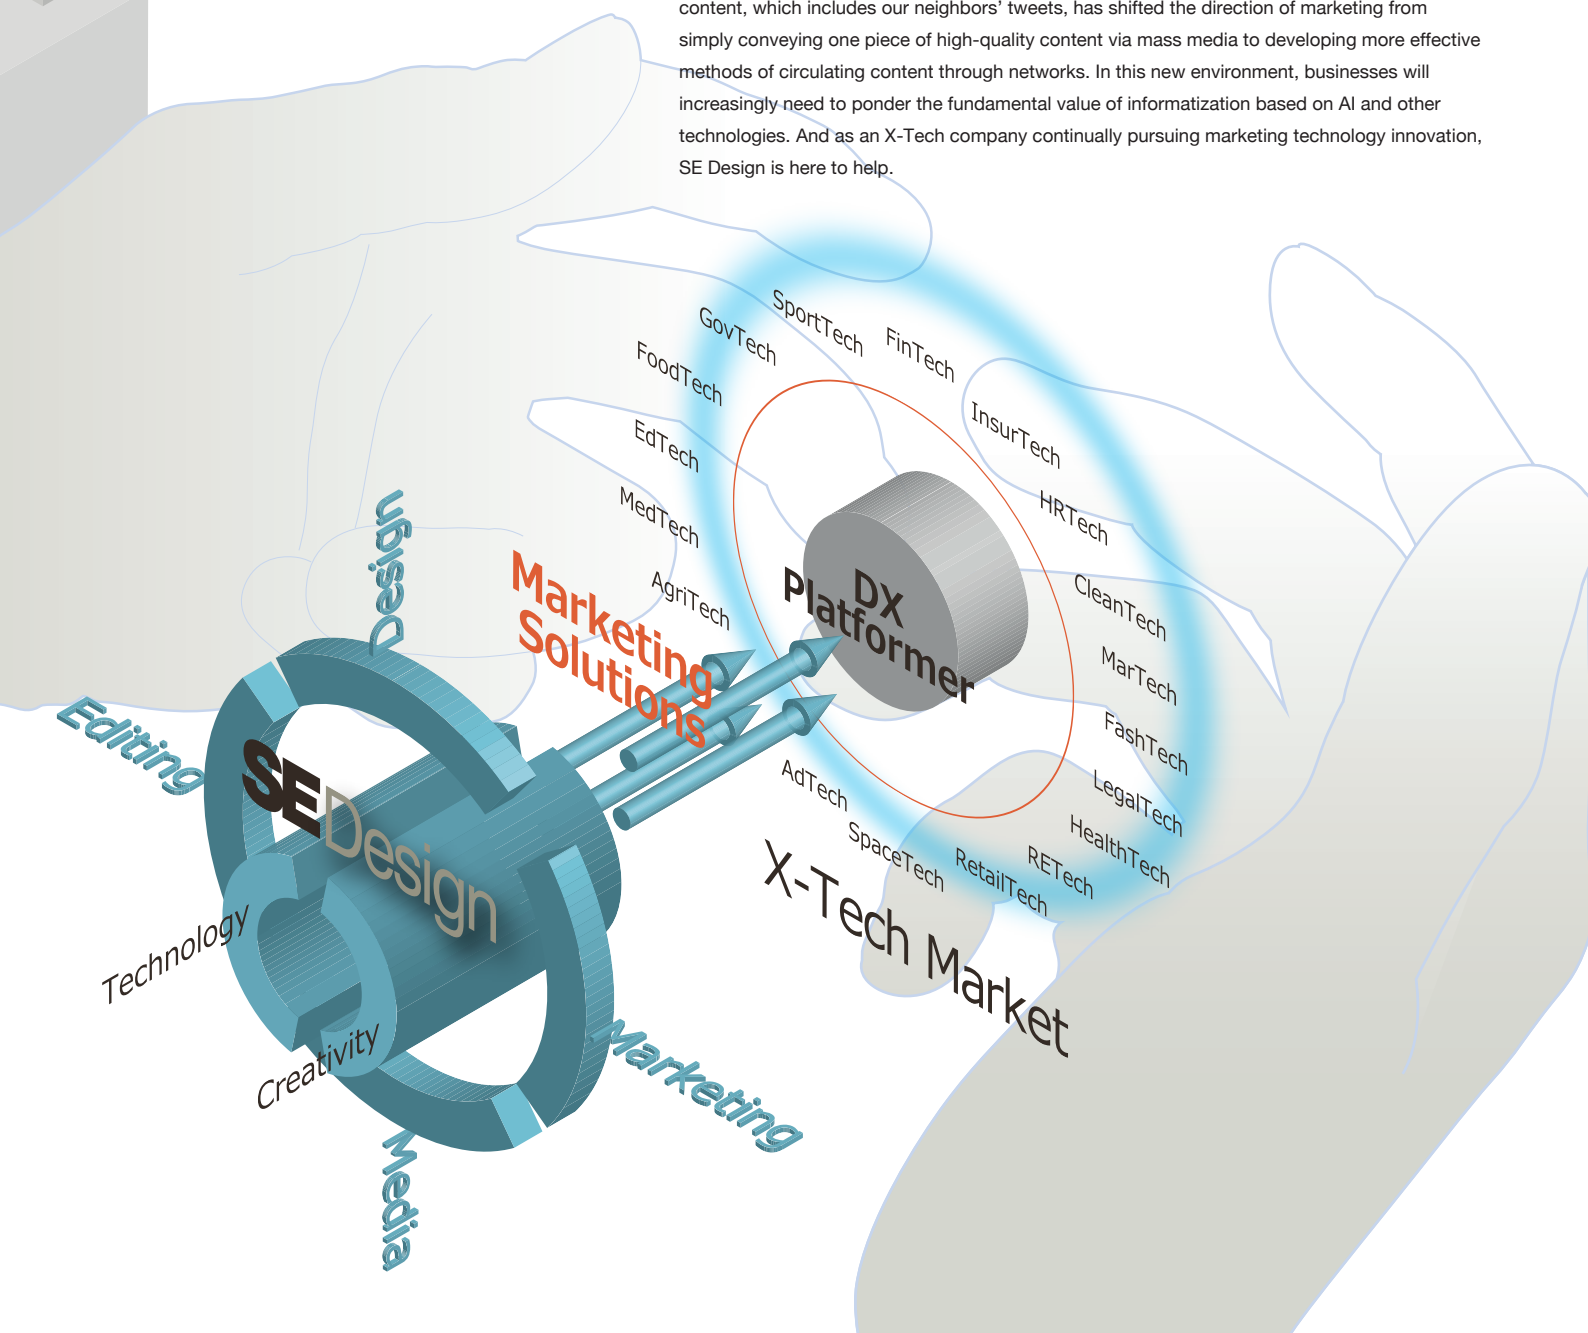 content, which includes our neighbors’ tweets, has shifted the direction of marketing from
simply conveying one piece of high-quality content via mass media to developing more effective
methods of circulating content through networks. In this new environment, businesses will
increasingly need to ponder the fundamental value of informatization based on AI and other
technologies. And as an X-Tech company continually pursuing marketing technology innovation,
SE Design is here to help.
SportTech
GovTech
FinTech
FoodTech
InsurTech
EdTech
HRTech
MedTech
CleanTech
AgriTech
MarTech
FashTech
LegalTech
HealthTech
RETech
RetailTech
SpaceTech
AdTech
DX
Platformer
Marketing
Solutions
X-Tech Market
Design
Editing
SEDesign
Technology
Creativity
Marketing
Media